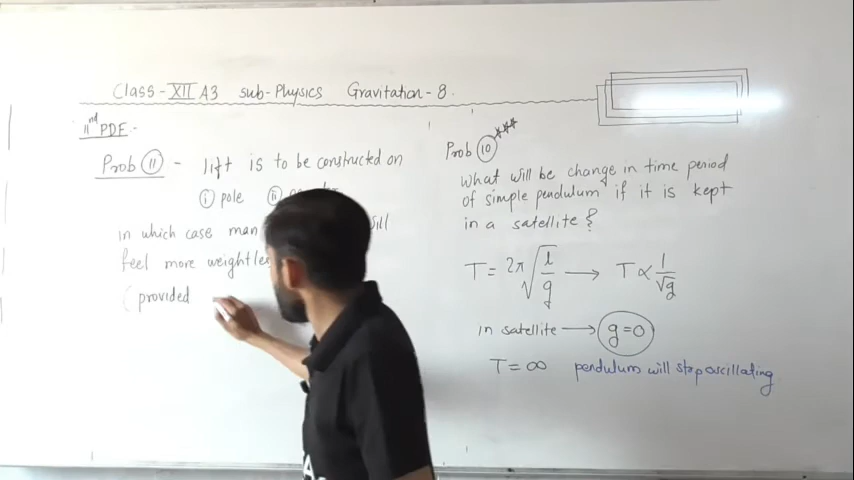 Class-XII A3 sub-Physics Gravitation-8.
IInd PDF-
Prob 11 - lift is to be constructed on
i pole ii
in which case man
feel more
( provided
Prob 10 ***
What will be change in time period
of simple pendulum if it is kept
in a satellite?
T = 2π√(l/g) → T ∝ 1/√g
in satellite → g=0
T = ∞ pendulum will stop oscillating